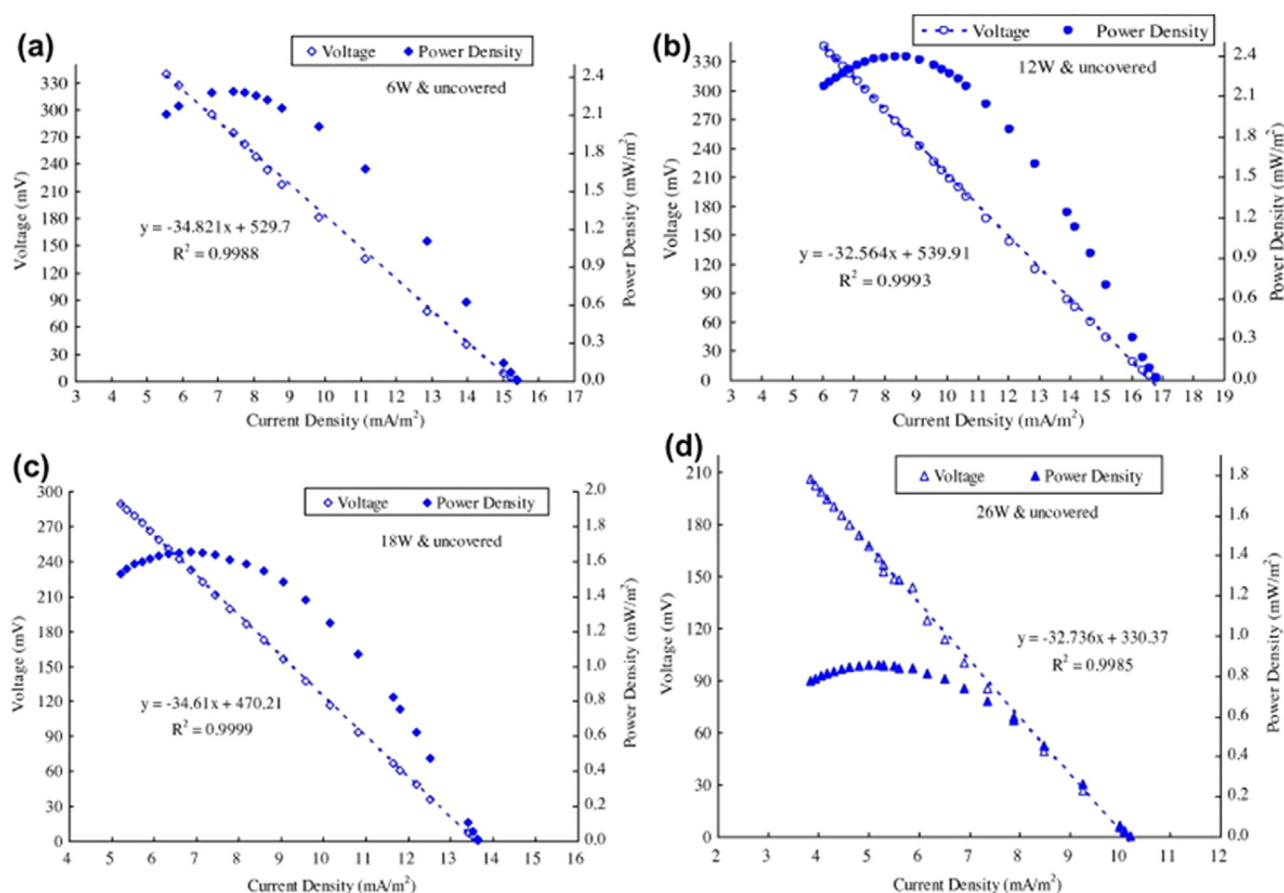 (a)
Voltage Power Density
6W & uncovered
330
300
270
240
210
180
150
120
90
60
30
0
Voltage (mV)
2.4
2.1
1.8
1.5
1.2
0.9
0.6
0.3
0.0
Power Density (mW/m²)
y = -34.821x + 529.7
R² = 0.9988
3 4 5 6 7 8 9 10 11 12 13 14 15 16 17
Current Density (mA/m²)
(b)
Voltage Power Density
12W & uncovered
330
300
270
240
210
180
150
120
90
60
30
0
Voltage (mV)
2.4
2.1
1.8
1.5
1.2
0.9
0.6
0.3
0.0
Power Density (mW/m²)
y = -32.564x + 539.91
R² = 0.9993
3 4 5 6 7 8 9 10 11 12 13 14 15 16 17 18 19
Current Density (mA/m²)
(c)
Voltage Power Density
18W & uncovered
300
270
240
210
180
150
120
90
60
30
0
Voltage (mV)
2.0
1.8
1.6
1.4
1.2
1.0
0.8
0.6
0.4
0.2
0.0
Power Density (mW/m²)
y = -34.61x + 470.21
R² = 0.9999
4 5 6 7 8 9 10 11 12 13 14 15 16
Current Density (mA/m²)
(d)
Voltage Power Density
26W & uncovered
210
180
150
120
90
60
30
0
Voltage (mV)
1.8
1.6
1.4
1.2
1.0
0.8
0.6
0.4
0.2
0.0
Power Density (mW/m²)
y = -32.736x + 330.37
R² = 0.9985
2 3 4 5 6 7 8 9 10 11 12
Current Density (mA/m²)